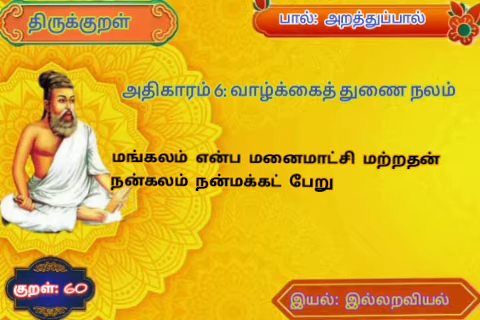 திருக்குறள்
பால்: அறத்துப்பால்
அதிகாரம் 6: வாழ்க்கைத் துணை நலம்
மங்கலம் என்ப மனைமாட்சி மற்றதன்
நன்கலம் நன்மக்கட் பேறு
குறள்: 60
இயல்: இல்லறவியல்